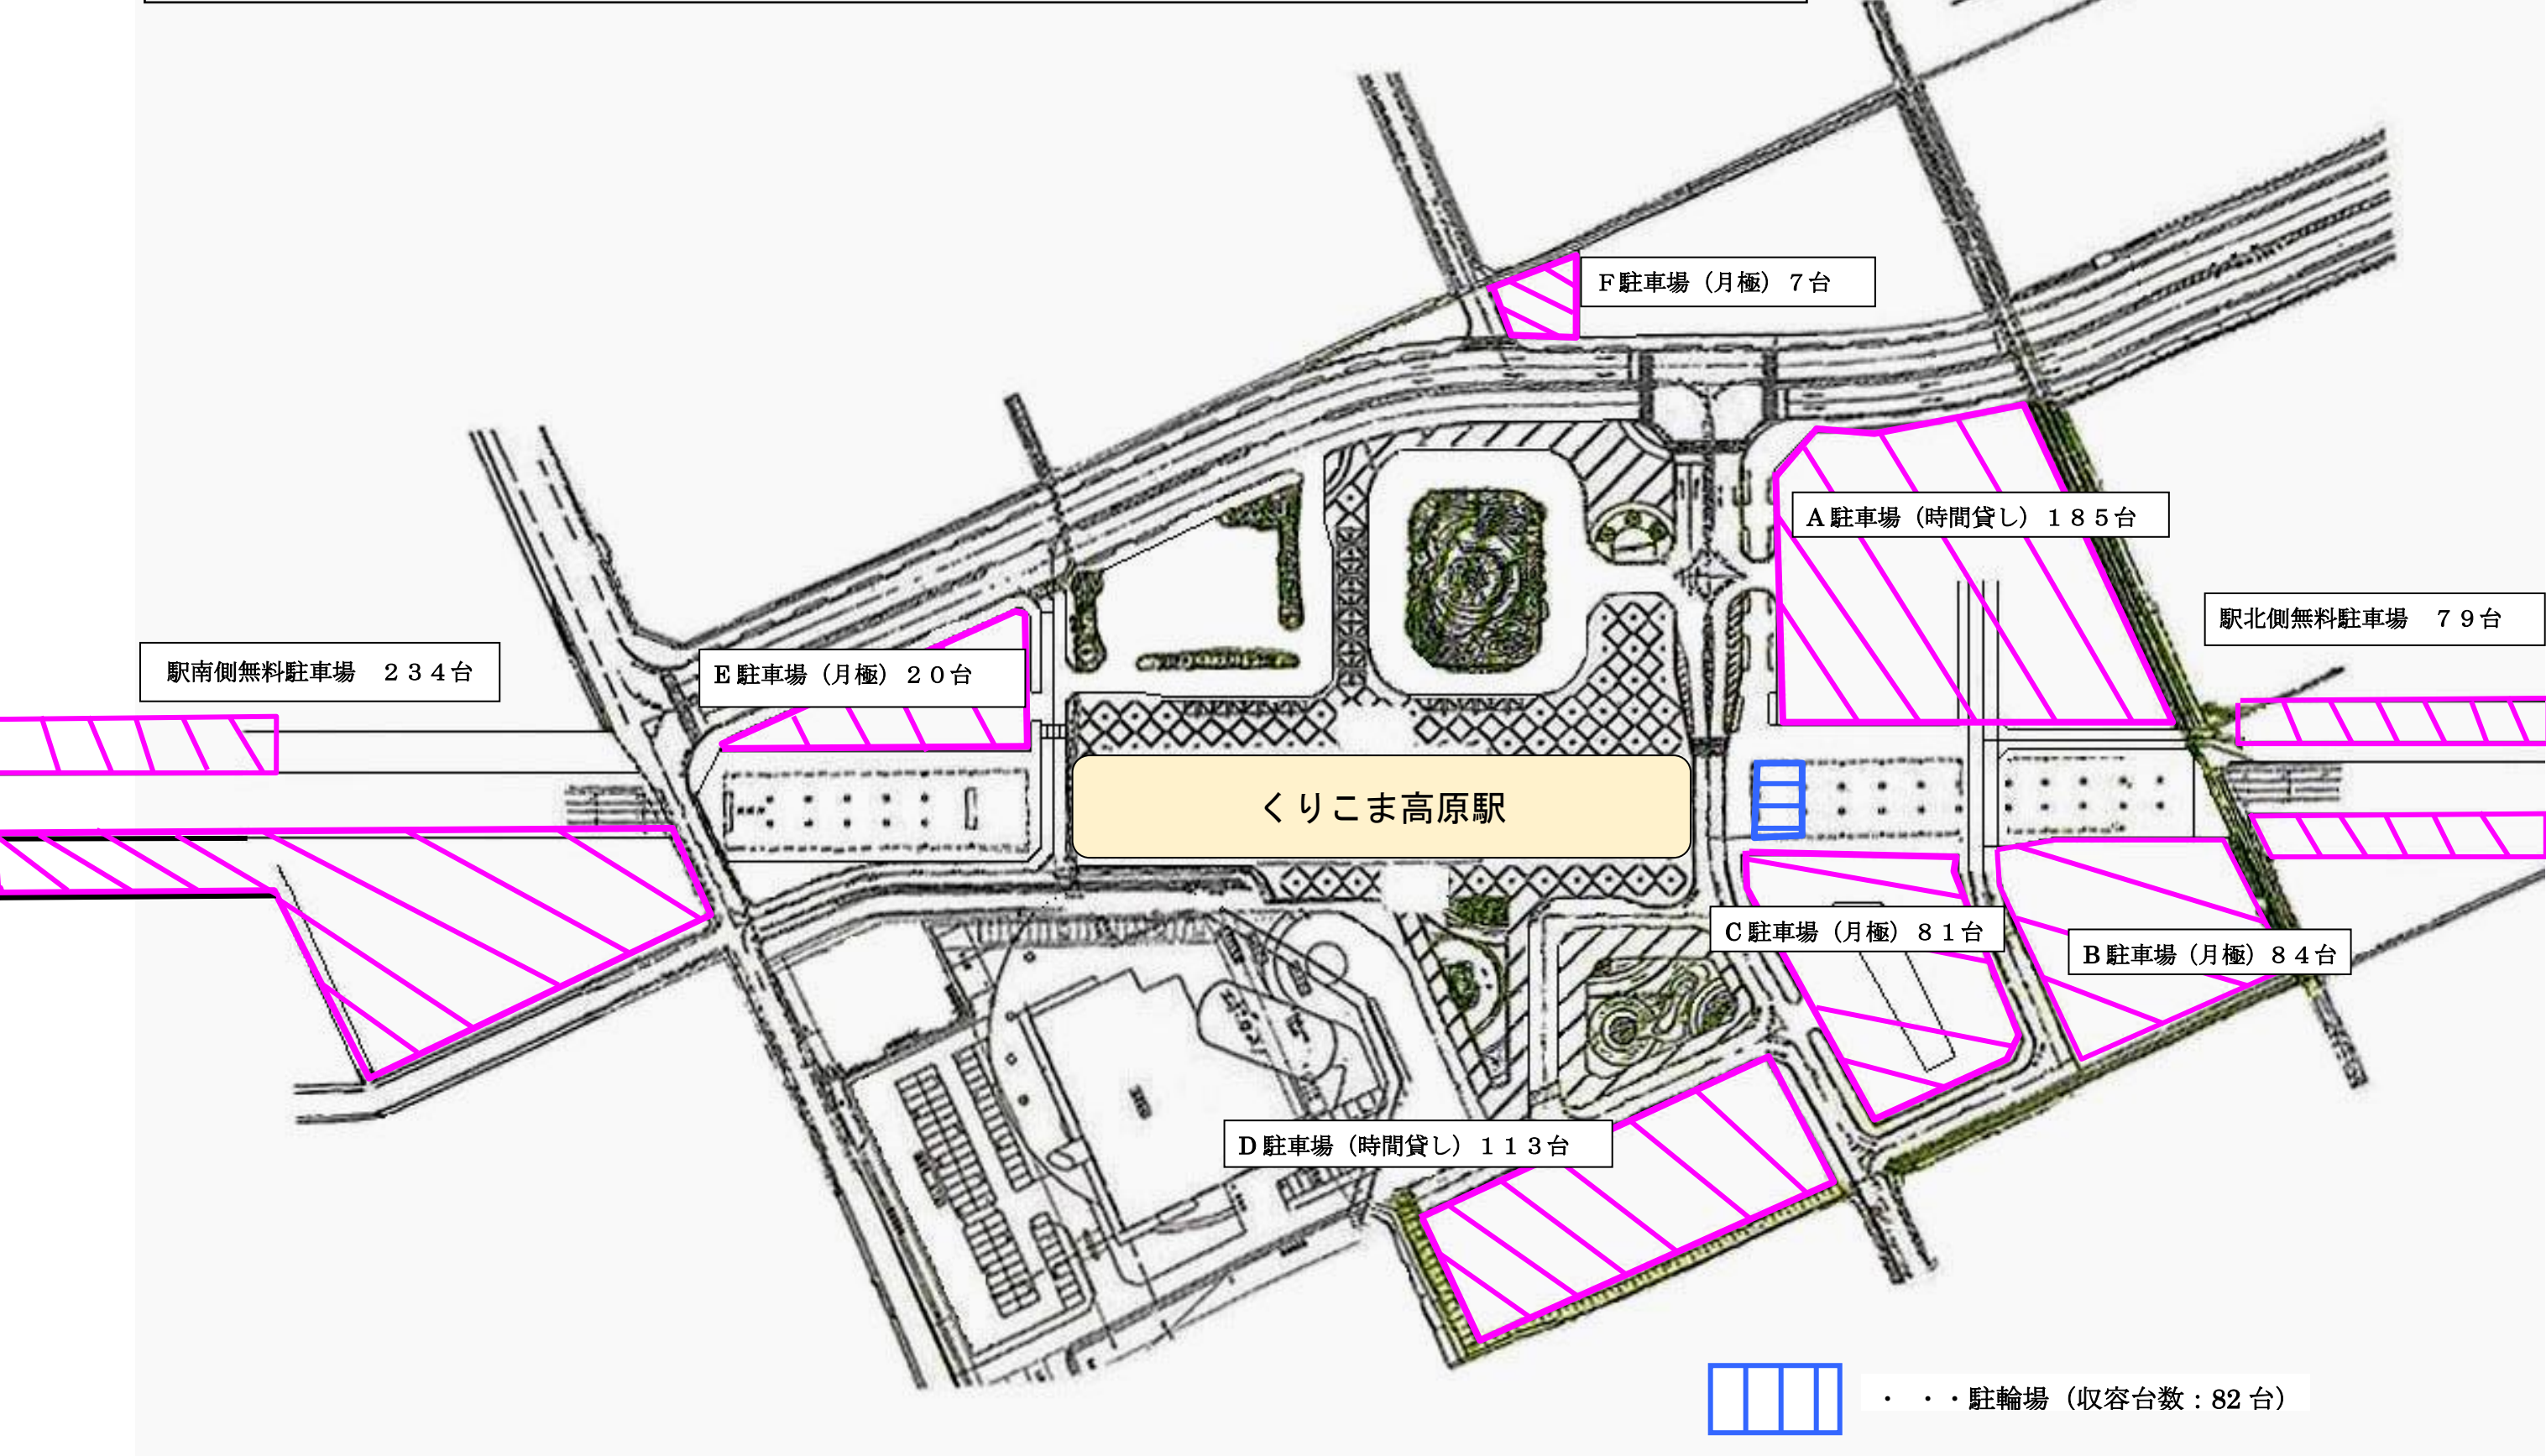 F駐車場（月極）７台
A駐車場（時間貸し）１８５台
駅北側無料駐車場　７９台
駅南側無料駐車場　２３４台
E駐車場（月極）２０台
くりこま高原駅
C駐車場（月極）８１台
B駐車場（月極）８４台
D駐車場（時間貸し）１１３台
・　・・駐輪場（収容台数：82台）